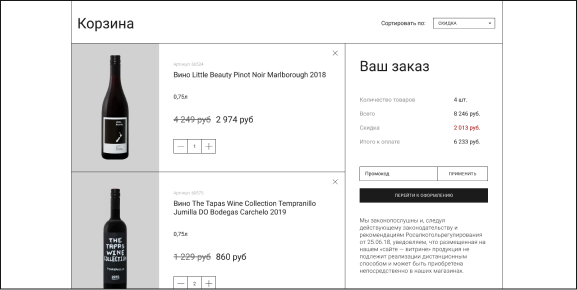 Корзина
Сортировать по:
СКИДКА
Вино Little Beauty Pinot Noir Marlborough 2018
0,75л
4 249 руб 2 974 руб
1
Вино The Tapas Wine Collection Tempranillo
Jumilla DO Bodegas Carchelo 2019
0,75л
1 229 руб 860 руб
2
THE
TAPAS
WINE
COLLECTION
Ваш заказ
Количество товаров 4 шт.
Всего 8 246 руб.
Скидка 2 013 руб.
Итого к оплате 6 233 руб.
Промокод ПРИМЕНИТЬ
ПЕРЕЙТИ К ОФОРМЛЕНИЮ
Мы законопослушны и, следуя
действующему законодательству и
рекомендациям Росалкогольрегулирования
от 25.06.18, уведомляем, что размещенная на
нашем «сайте – витрине» продукция не
подлежит реализации дистанционным
способом и может быть приобретена
непосредственно в наших магазинах.